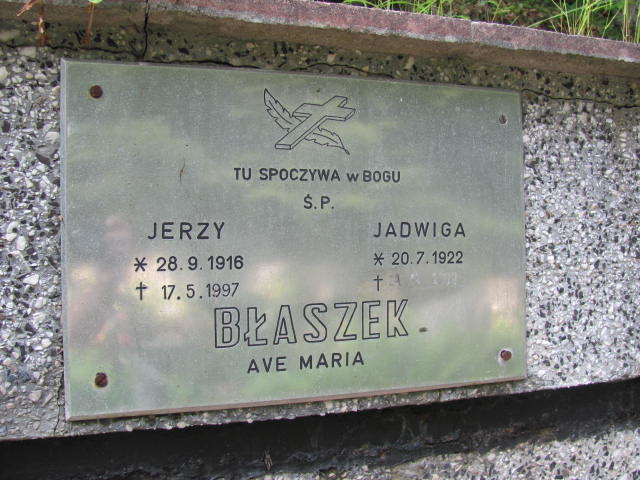 TU SPOCZYWA W BOGU
Ś.P.
JERZY JADWIGA
* 28.9.1916 * 20.7.1922
† 17.5.1997 †
BŁASZEK
AVE MARIA